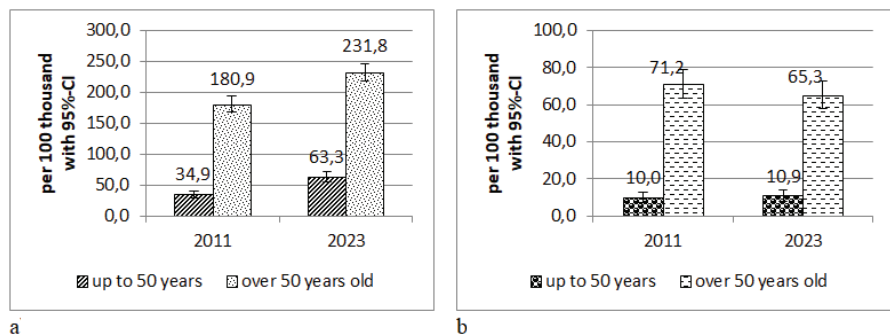 per 100 thousand
with 95%-CI
300,0
250,0
200,0
150,0
100,0
50,0
0,0
34,9
180,9
63,3
231,8
2011
2023
up to 50 years
over 50 years old
a
per 100 thousand
with 95%-CI
100,0
80,0
60,0
40,0
20,0
0,0
10,0
71,2
10,9
65,3
2011
2023
up to 50 years
over 50 years old
b